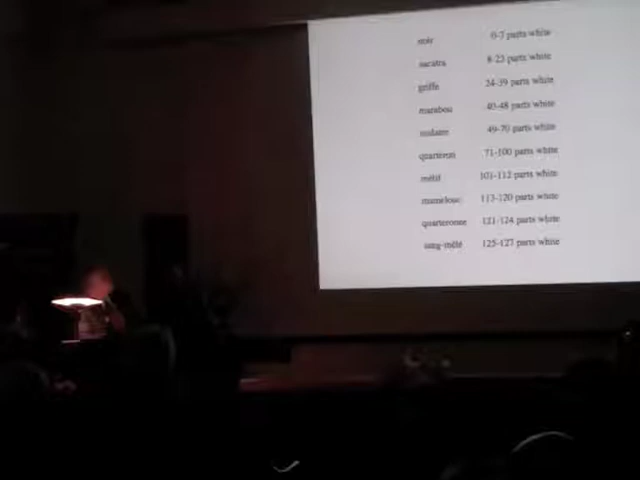 noir 0-7 parts white
sacatra 8-23 parts white
griffe 24-39 parts white
marabou 40-48 parts white
mulatto 49-70 parts white
quarteron 71-100 parts white
métif 101-112 parts white
mamelouc 113-120 parts white
quarteronne 121-124 parts white
sang-mêlé 125-127 parts white